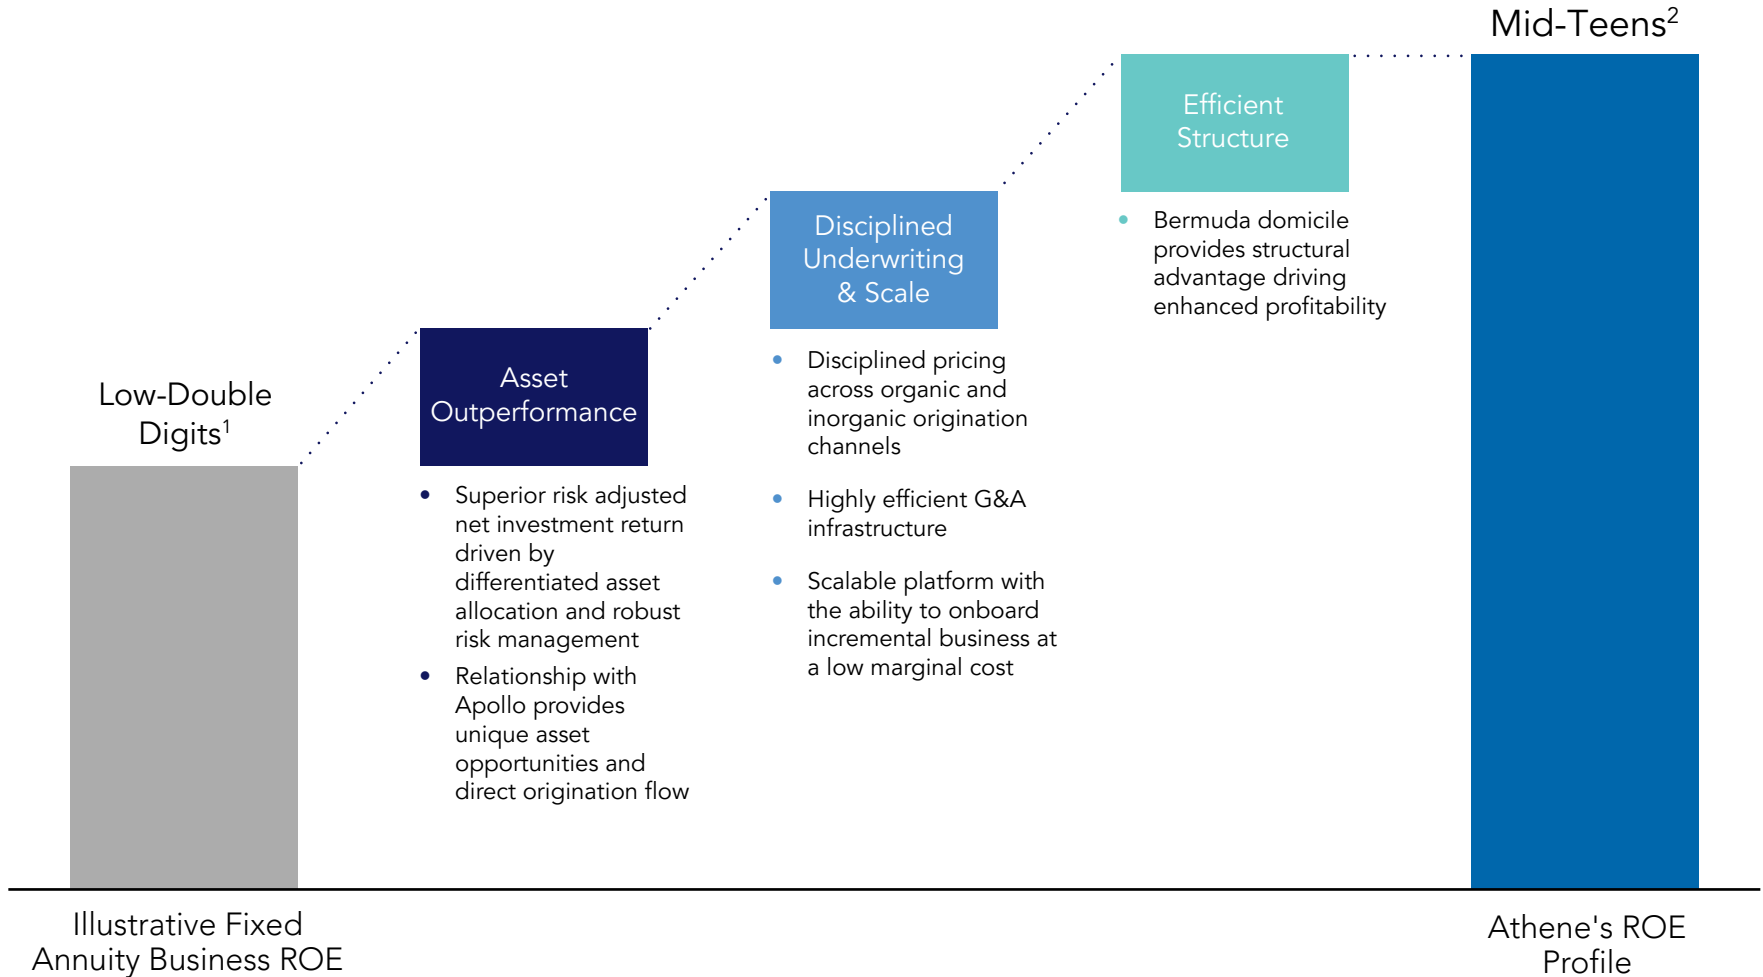 Low-Double
Digits¹
Illustrative Fixed
Annuity Business ROE
Asset
Outperformance
• Superior risk adjusted
net investment return
driven by
differentiated asset
allocation and robust
risk management
• Relationship with
Apollo provides
unique asset
opportunities and
direct origination flow
Disciplined
Underwriting
& Scale
• Disciplined pricing
across organic and
inorganic origination
channels
• Highly efficient G&A
infrastructure
• Scalable platform with
the ability to onboard
incremental business at
a low marginal cost
Efficient
Structure
• Bermuda domicile
provides structural
advantage driving
enhanced profitability
Mid-Teens²
Athene's ROE
Profile